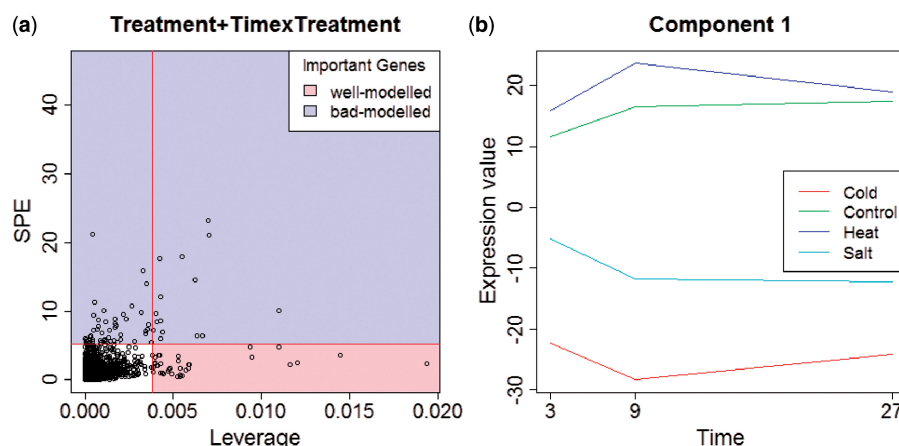 (a)
Treatment+TimexTreatment
Important Genes
well-modelled
bad-modelled
SPE
40
30
20
10
0
0.000 0.005 0.010 0.015 0.020
Leverage
(b)
Component 1
Expression value
20
10
0
-10
-20
-30
Cold
Control
Heat
Salt
3 9 27
Time